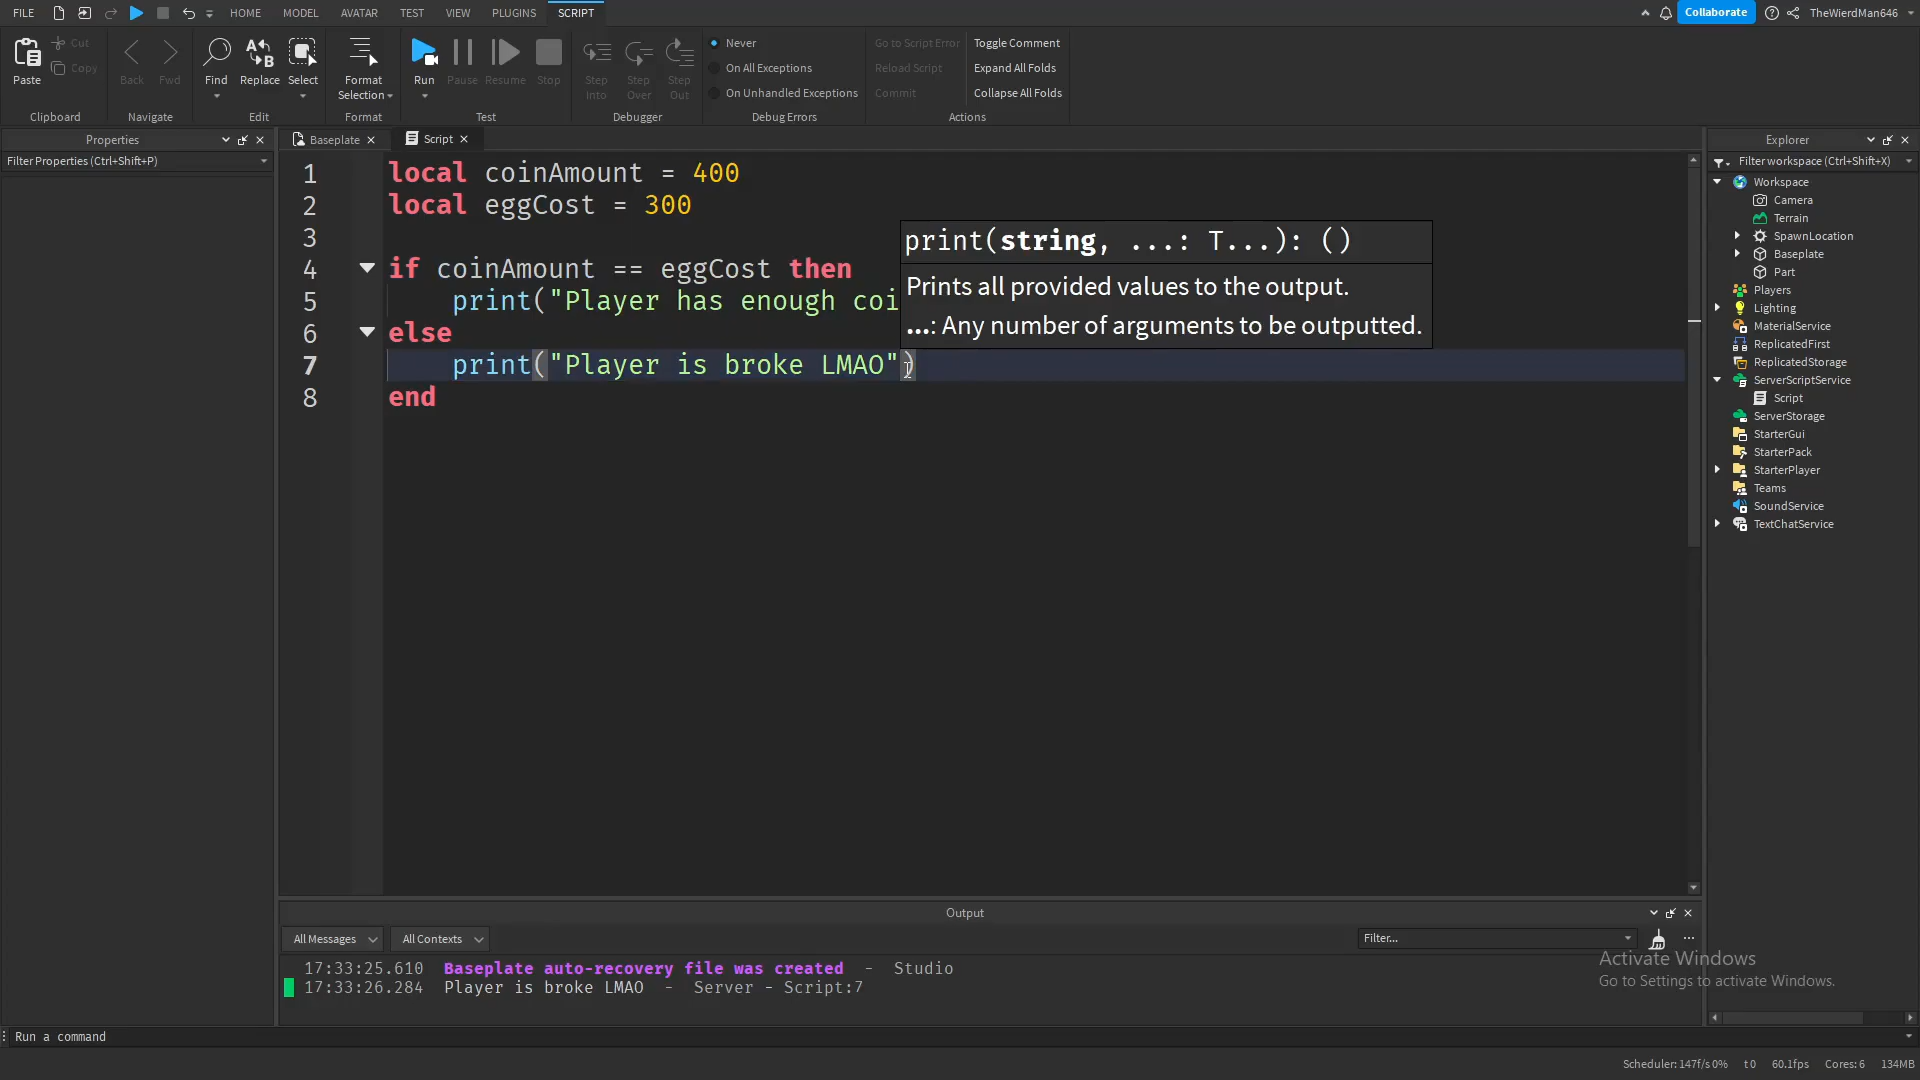 FILE HOME MODEL AVATAR TEST VIEW PLUGINS SCRIPT Collaborate TheWierdMan646
Paste Cut Copy
Back Fwd
Find Replace Select
Format Selection
Run Pause Resume Stop
Step Into Step Over Step Out
Never
On All Exceptions
On Unhandled Exceptions
Go to Script Error
Reload Script
Commit
Toggle Comment
Expand All Folds
Collapse All Folds
Clipboard Navigate Edit Format Test Debugger Debug Errors Actions
Properties
Filter Properties (Ctrl+Shift+P)
Baseplate Script
1 local coinAmount = 400
2 local eggCost = 300
3
4 if coinAmount == eggCost then
5 print("Player has enough coi
6 else
7 print("Player is broke LMAO")
8 end
print(string, ...: T...): ()
Prints all provided values to the output.
...: Any number of arguments to be outputted.
Explorer
Filter workspace (Ctrl+Shift+X)
Workspace
Camera
Terrain
SpawnLocation
Baseplate
Part
Players
Lighting
MaterialService
ReplicatedFirst
ReplicatedStorage
ServerScriptService
Script
ServerStorage
StarterGui
StarterPack
StarterPlayer
Teams
SoundService
TextChatService
Output
All Messages All Contexts Filter...
17:33:25.610 Baseplate auto-recovery file was created - Studio
17:33:26.284 Player is broke LMAO - Server - Script:7
Activate Windows
Go to Settings to activate Windows.
Run a command
Scheduler: 147f/s 0% t 0 60.1fps Cores: 6 134MB